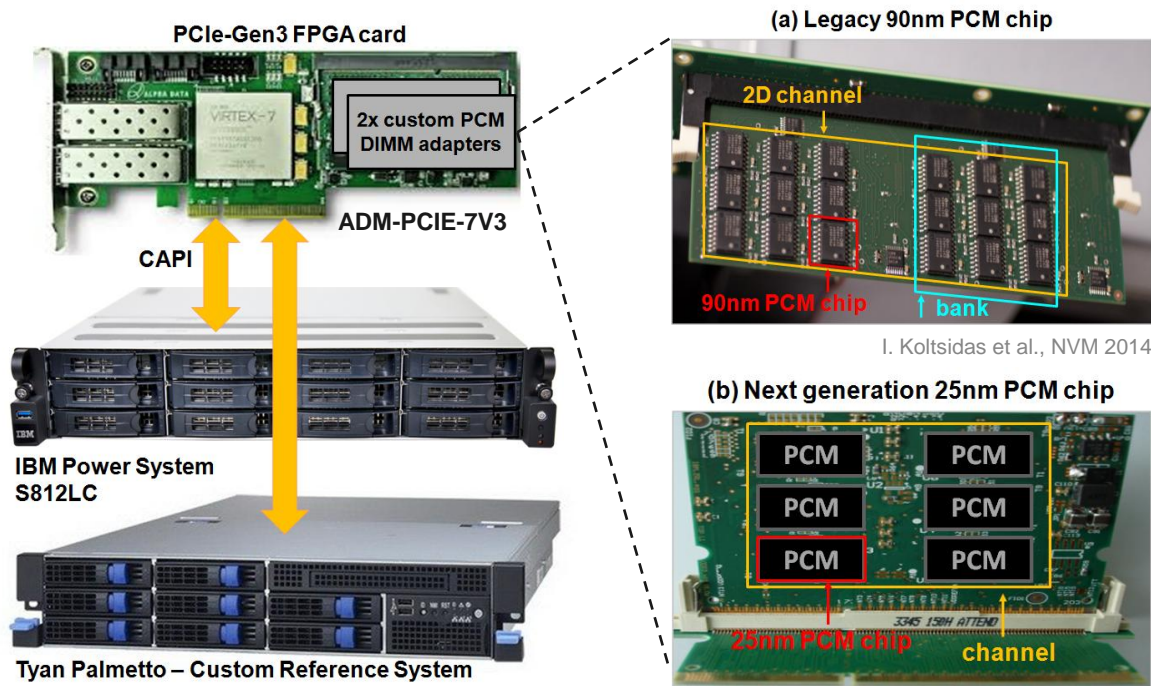 PCIe-Gen3 FPGA card
ALPHA DATA
VIRTEX-7
2x custom PCM
DIMM adapters
ADM-PCIE-7V3
CAPI
IBM
IBM Power System
S812LC
Tyan Palmetto – Custom Reference System
(a) Legacy 90nm PCM chip
2D channel
90nm PCM chip
bank
I. Koltsidas et al., NVM 2014
(b) Next generation 25nm PCM chip
PCM PCM
PCM PCM
PCM PCM
3345 150H ATTEND
25nm PCM chip
channel